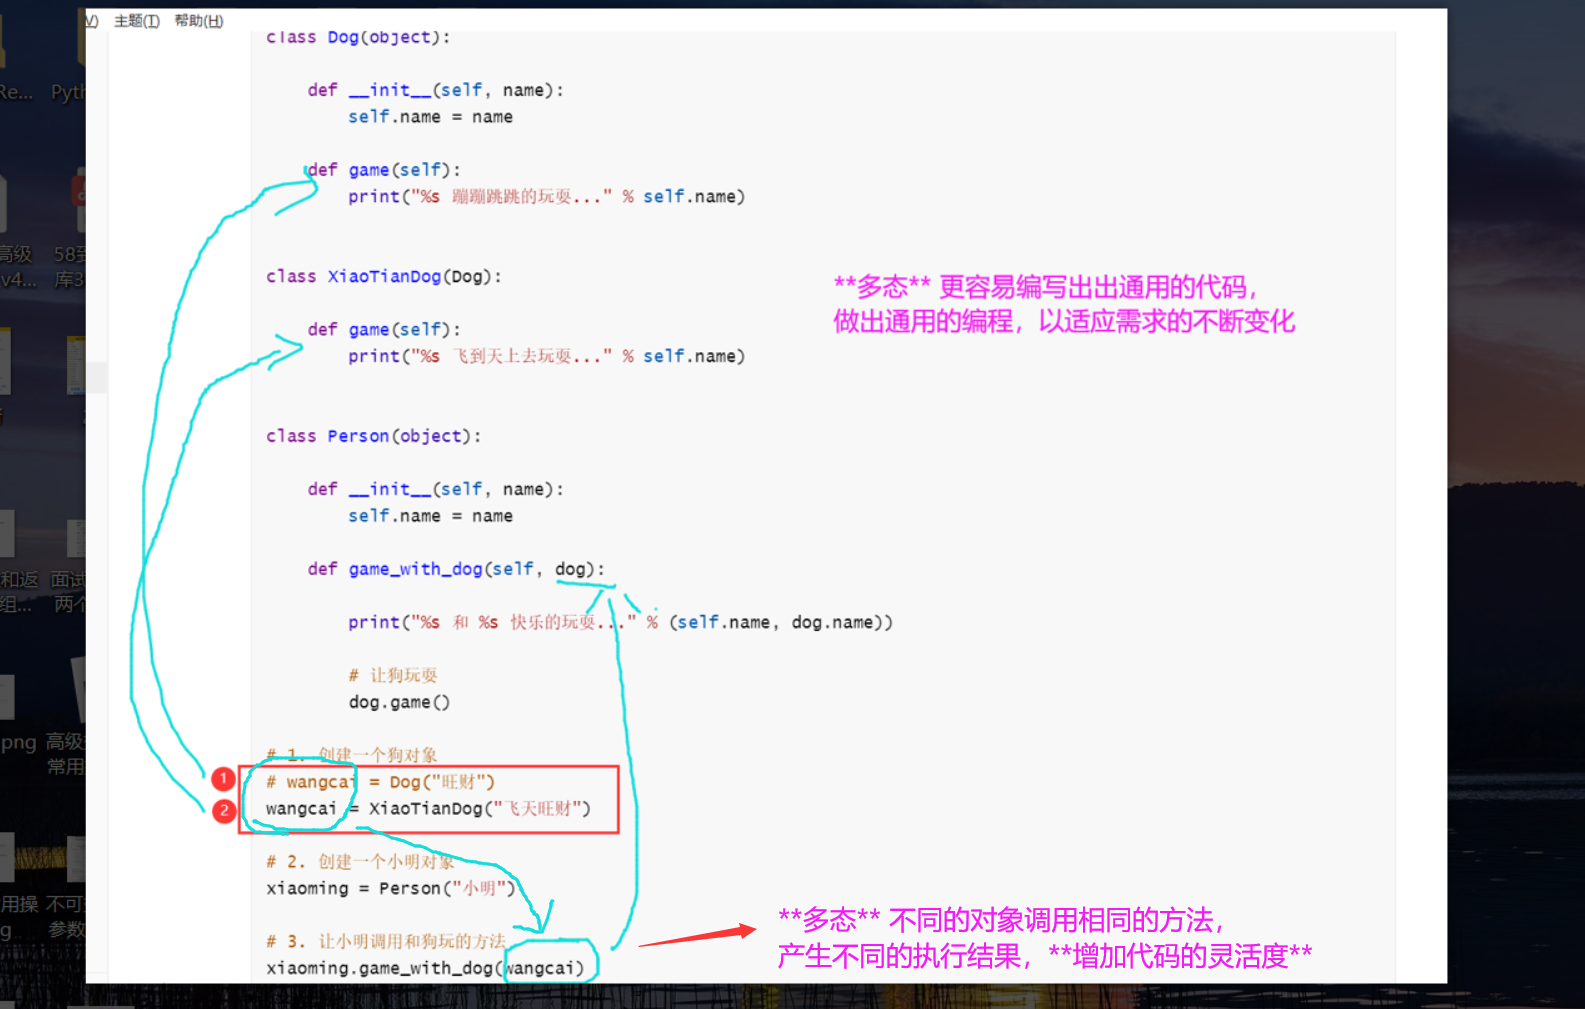 V) 主题(T) 帮助(H)
class Dog(object):
def __init__(self, name):
self.name = name
def game(self):
print("%s 蹦蹦跳跳的玩耍..." % self.name)
class XiaoTianDog(Dog):
def game(self):
print("%s 飞到天上去玩耍..." % self.name)
**多态** 更容易编写出出通用的代码，
做出通用的编程，以适应需求的不断变化
class Person(object):
def __init__(self, name):
self.name = name
def game_with_dog(self, dog):
print("%s 和 %s 快乐的玩耍..." % (self.name, dog.name))
# 让狗玩耍
dog.game()
# 1. 创建一个狗对象
1 # wangcai = Dog("旺财")
2 wangcai = XiaoTianDog("飞天旺财")
# 2. 创建一个小明对象
xiaoming = Person("小明")
# 3. 让小明调用和狗玩的方法
xiaoming.game_with_dog(wangcai)
**多态** 不同的对象调用相同的方法，
产生不同的执行结果，**增加代码的灵活度**
Re... Pyth
高级 58到
v4... 库3
和返 面试
组... 两个
png 高级
常用
用操 不可
g 参数